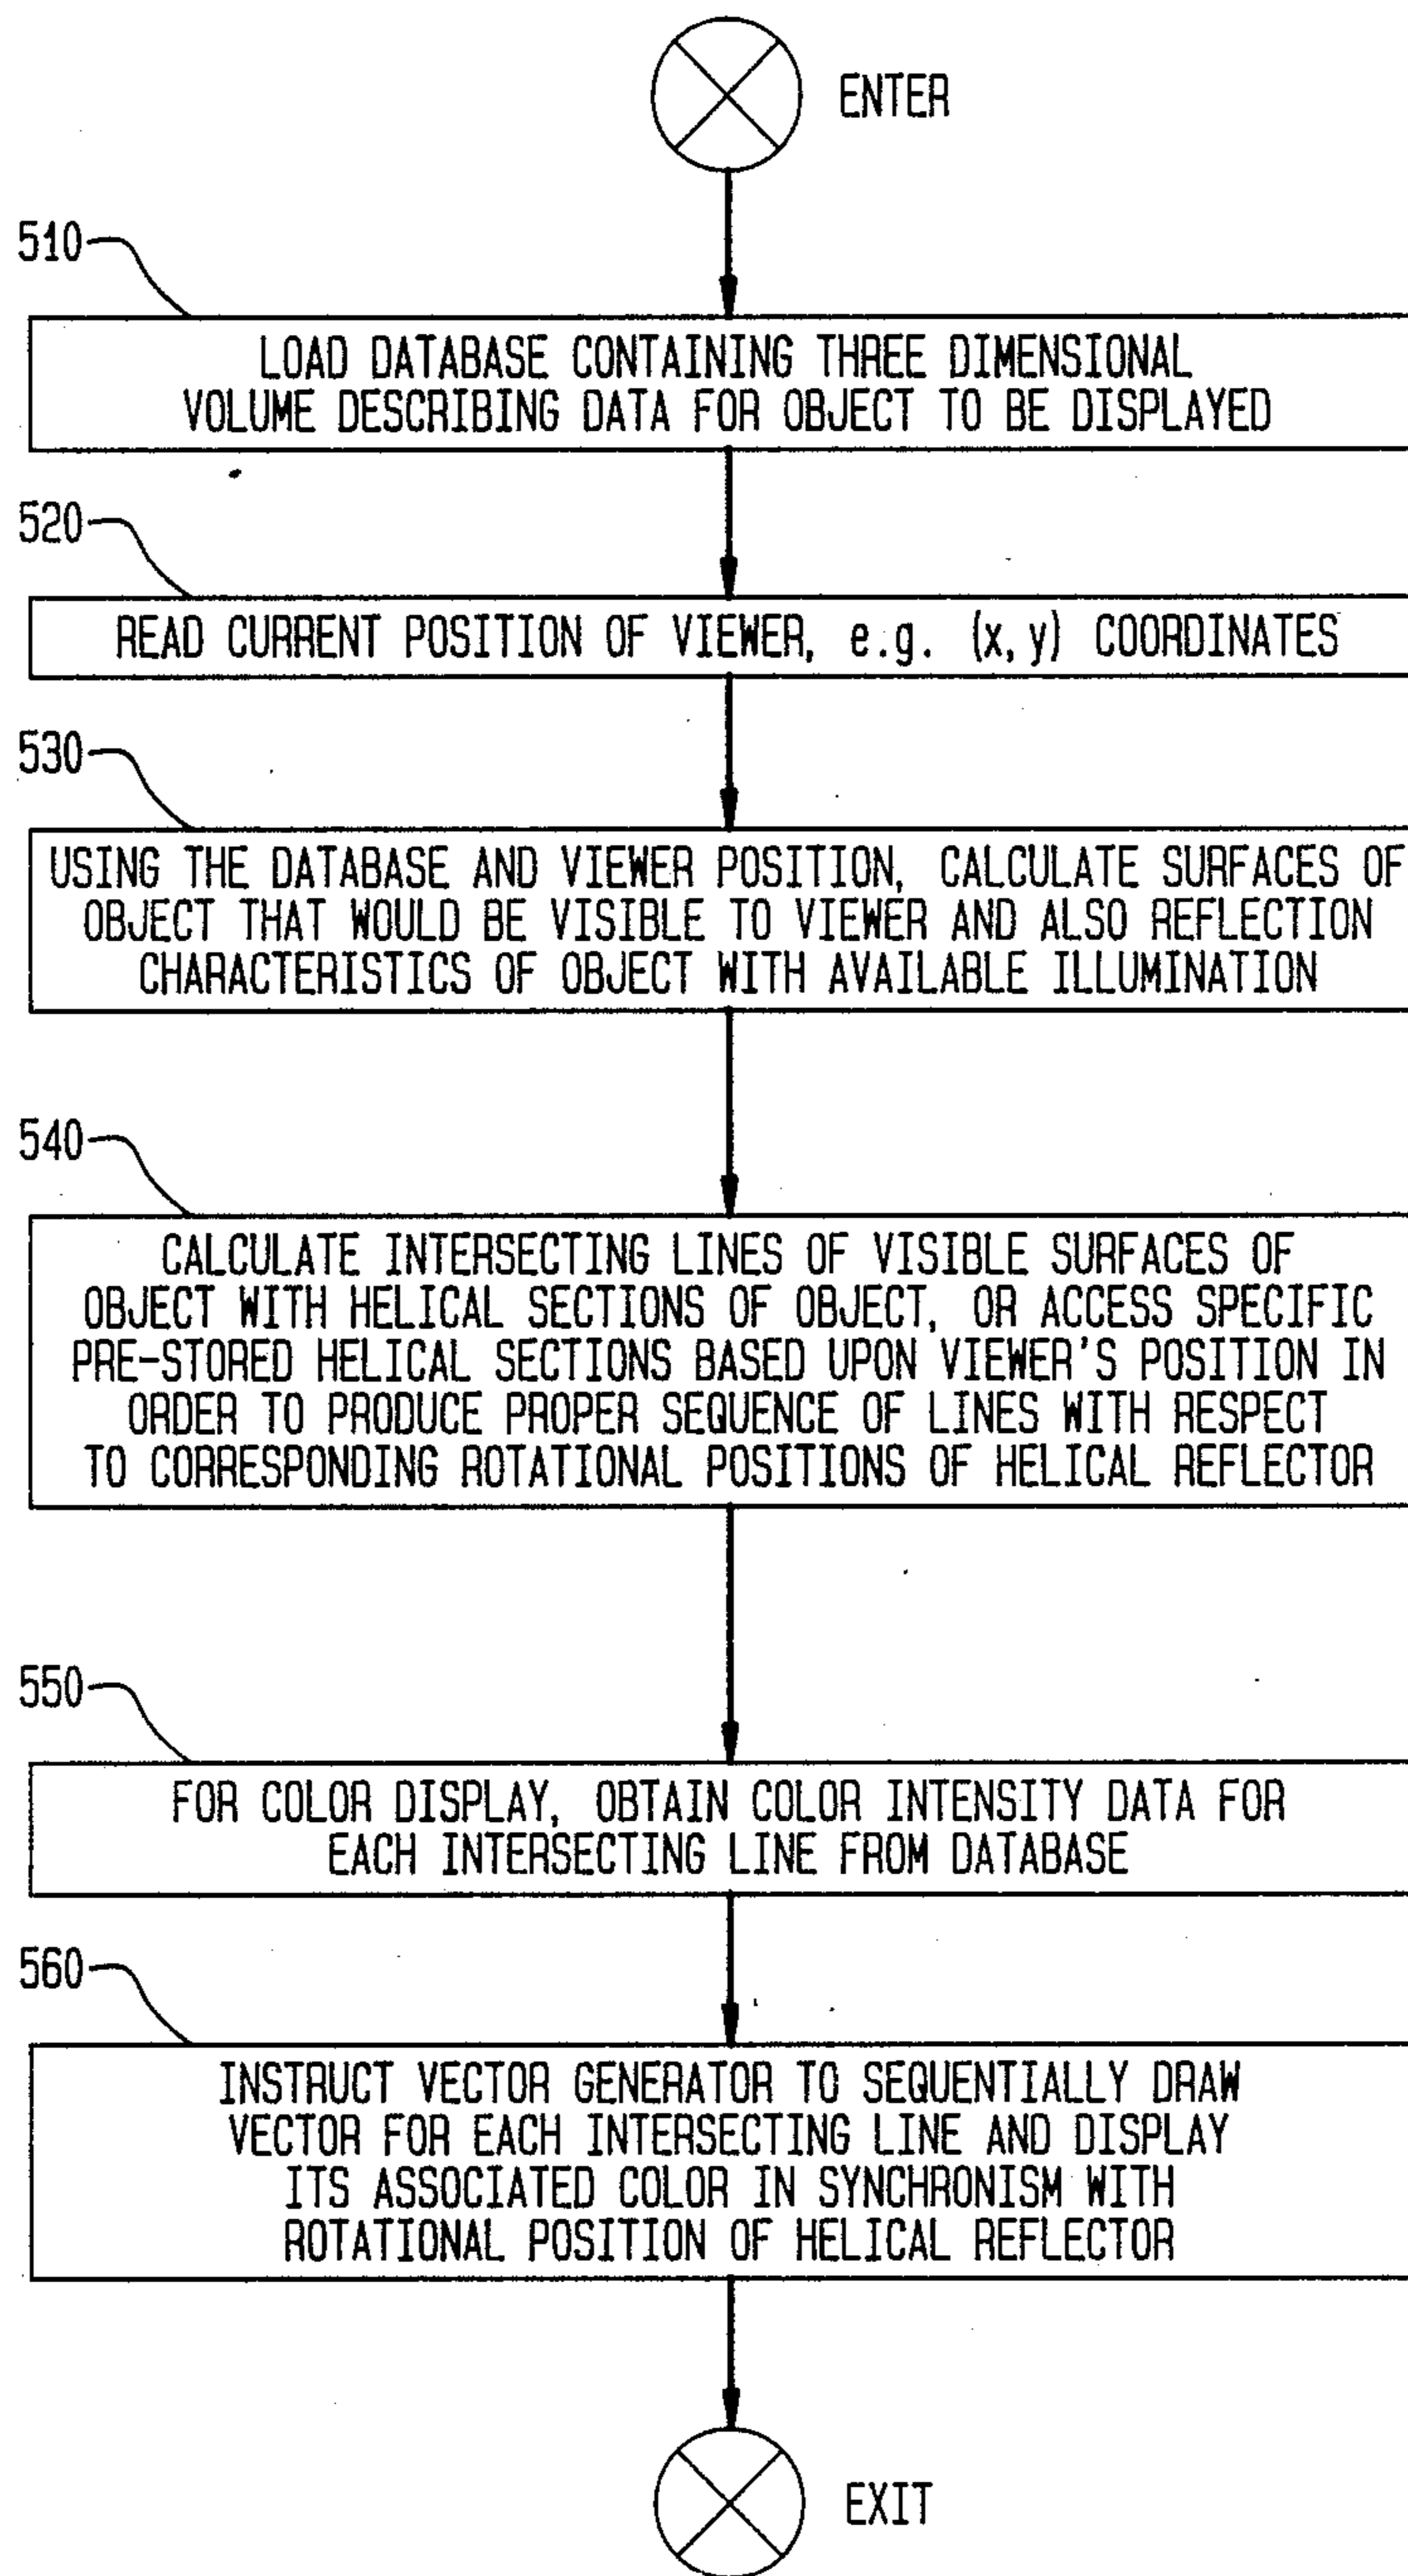 ENTER
510
LOAD DATABASE CONTAINING THREE DIMENSIONAL
VOLUME DESCRIBING DATA FOR OBJECT TO BE DISPLAYED
520
READ CURRENT POSITION OF VIEWER, e.g. (x, y) COORDINATES
530
USING THE DATABASE AND VIEWER POSITION, CALCULATE SURFACES OF
OBJECT THAT WOULD BE VISIBLE TO VIEWER AND ALSO REFLECTION
CHARACTERISTICS OF OBJECT WITH AVAILABLE ILLUMINATION
540
CALCULATE INTERSECTING LINES OF VISIBLE SURFACES OF
OBJECT WITH HELICAL SECTIONS OF OBJECT, OR ACCESS SPECIFIC
PRE-STORED HELICAL SECTIONS BASED UPON VIEWER'S POSITION IN
ORDER TO PRODUCE PROPER SEQUENCE OF LINES WITH RESPECT
TO CORRESPONDING ROTATIONAL POSITIONS OF HELICAL REFLECTOR
550
FOR COLOR DISPLAY, OBTAIN COLOR INTENSITY DATA FOR
EACH INTERSECTING LINE FROM DATABASE
560
INSTRUCT VECTOR GENERATOR TO SEQUENTIALLY DRAW
VECTOR FOR EACH INTERSECTING LINE AND DISPLAY
ITS ASSOCIATED COLOR IN SYNCHRONISM WITH
ROTATIONAL POSITION OF HELICAL REFLECTOR
EXIT